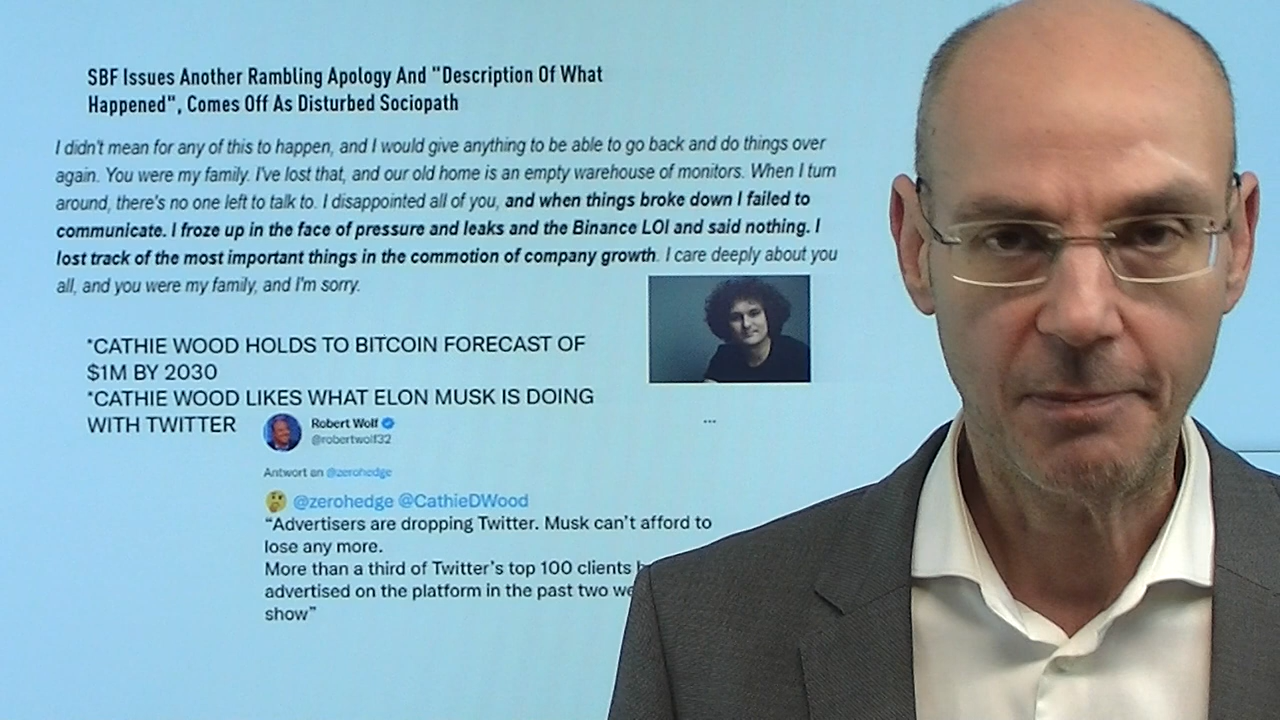 SBF Issues Another Rambling Apology And "Description Of What
Happened", Comes Off As Disturbed Sociopath
I didn't mean for any of this to happen, and I would give anything to be able to go back and do things over
again. You were my family. I've lost that, and our old home is an empty warehouse of monitors. When I turn
around, there's no one left to talk to. I disappointed all of you, and when things broke down I failed to
communicate. I froze up in the face of pressure and leaks and the Binance LOI and said nothing. I
lost track of the most important things in the commotion of company growth. I care deeply about you
all, and you were my family, and I'm sorry.
*CATHIE WOOD HOLDS TO BITCOIN FORECAST OF
$1M BY 2030
*CATHIE WOOD LIKES WHAT ELON MUSK IS DOING
WITH TWITTER
Robert Wolf
@robertwolf32
Antwort an @zerohedge
🤔 @zerohedge @CathieDWood
“Advertisers are dropping Twitter. Musk can’t afford to
lose any more.
More than a third of Twitter’s top 100 clients
advertised on the platform in the past two
show”